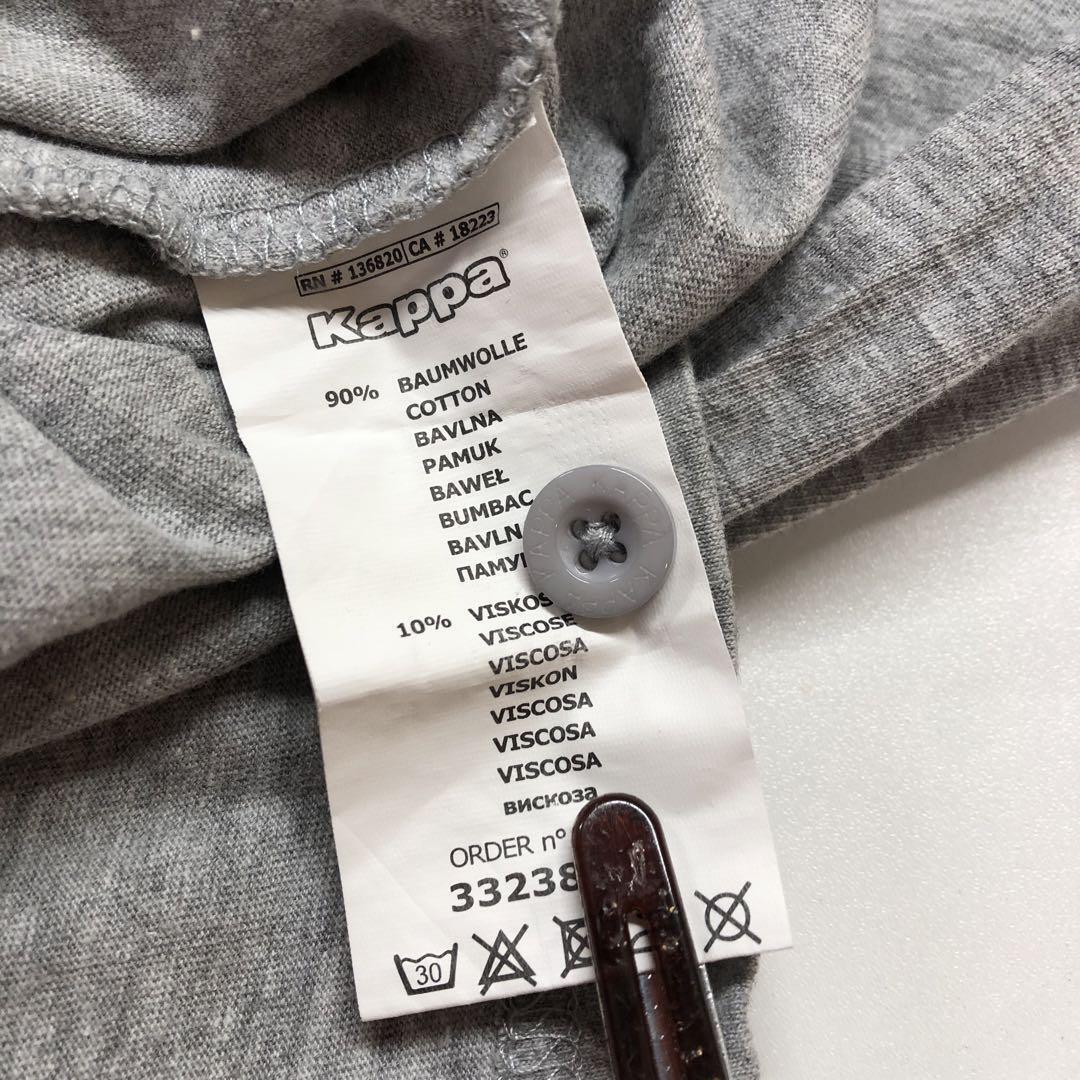 RN # 136820 CA # 18223
Kappa®
90% BAUMWOLLE
COTTON
BAVLNA
PAMUK
BAWEŁ
BUMBAC
BAVLN
ПАМУ
10% VISKOS
VISCOSE
VISCOSA
VISKON
VISCOSA
VISCOSA
VISCOSA
вискоза
ORDER n°
33238
30